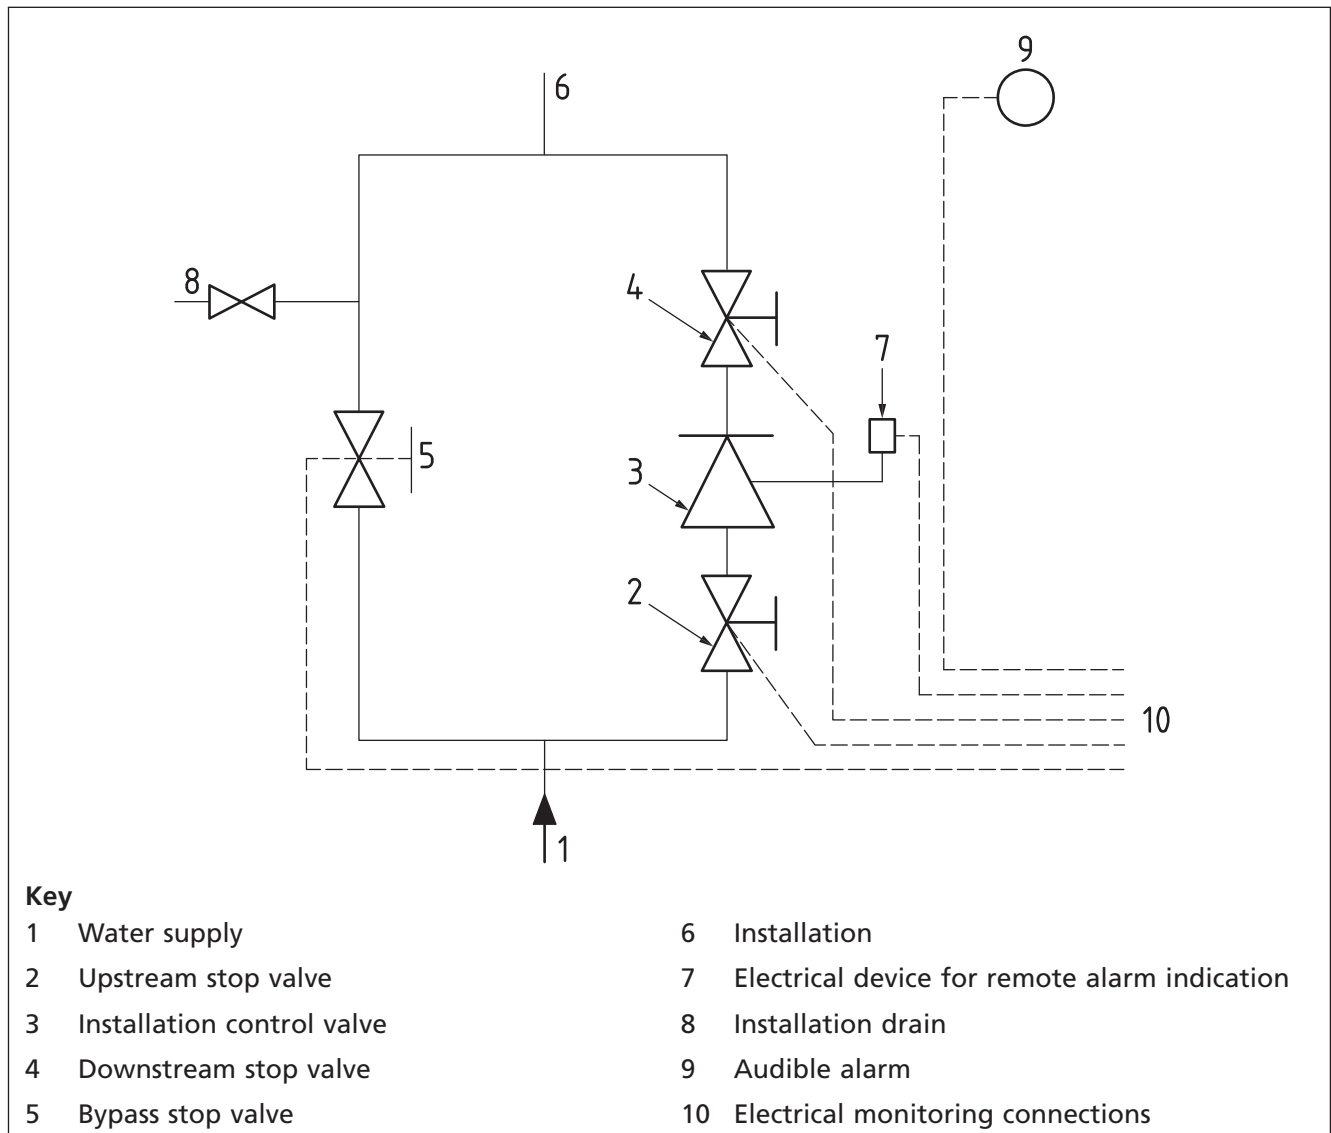 9
6
8
4
7
5
3
2
10
1
Key
1 Water supply
2 Upstream stop valve
3 Installation control valve
4 Downstream stop valve
5 Bypass stop valve
6 Installation
7 Electrical device for remote alarm indication
8 Installation drain
9 Audible alarm
10 Electrical monitoring connections